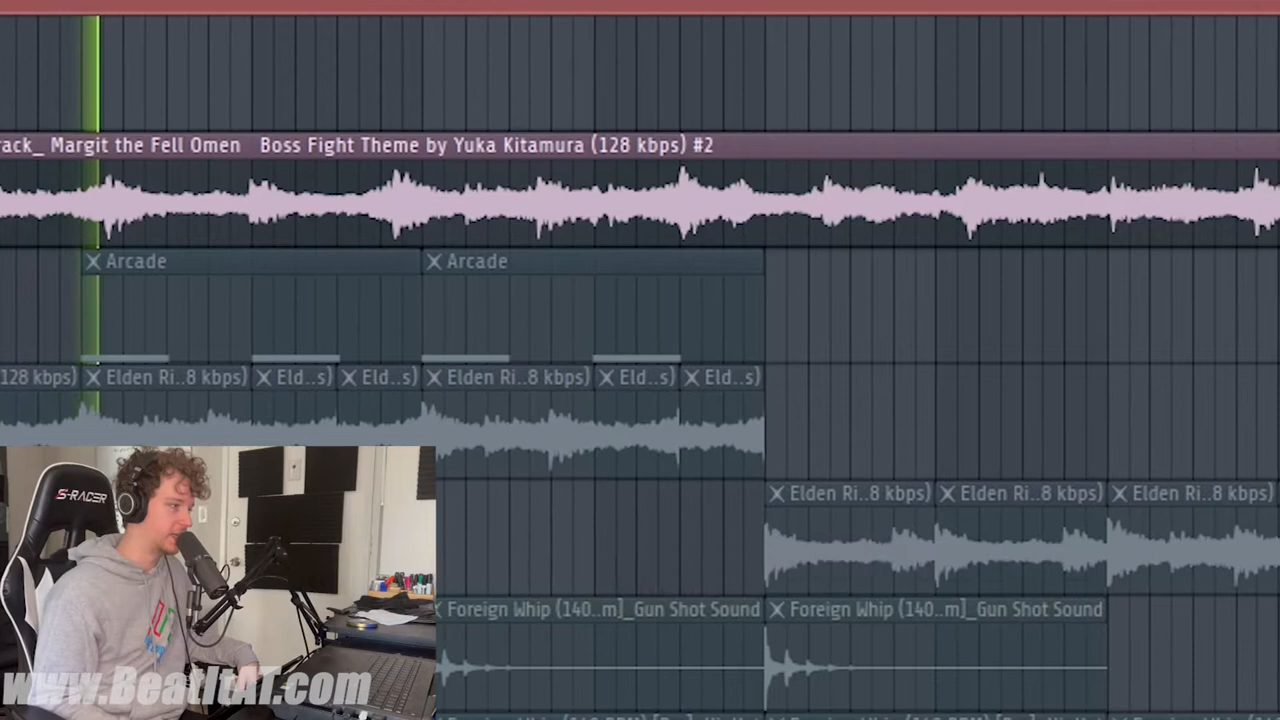 rack_ Margit the Fell Omen Boss Fight Theme by Yuka Kitamura (128 kbps) #2
Arcade
Arcade
128 kbps)
Elden Ri..8 kbps)
Eld..s)
Eld..s)
Elden Ri..8 kbps)
Eld..s)
Eld..s)
Elden Ri..8 kbps)
Elden Ri..8 kbps)
Elden Ri..8 kbps)
S-RACER
Foreign Whip (140..m]_Gun Shot Sound
Foreign Whip (140..m]_Gun Shot Sound
www.BeatItAT.com